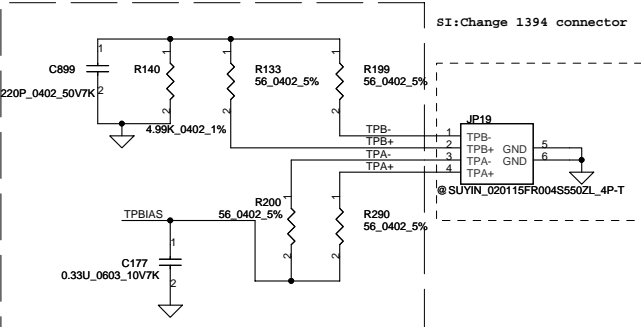 SI:Change 1394 connector
1
C899
220P_0402_50V7K
2
1
R140
4.99K_0402_1%
2
1
R133
56_0402_5%
2
1
R199
56_0402_5%
2
TPB-
TPB+
TPA-
TPA+
1
2
3
4
JP19
TPB-
TPB+
TPA-
TPA+
GND
GND
5
6
@SUYIN_020115FR004S550ZL_4P-T
1
R200
56_0402_5%
2
1
R290
56_0402_5%
2
TPBIAS
1
C177
0.33U_0603_10V7K
2